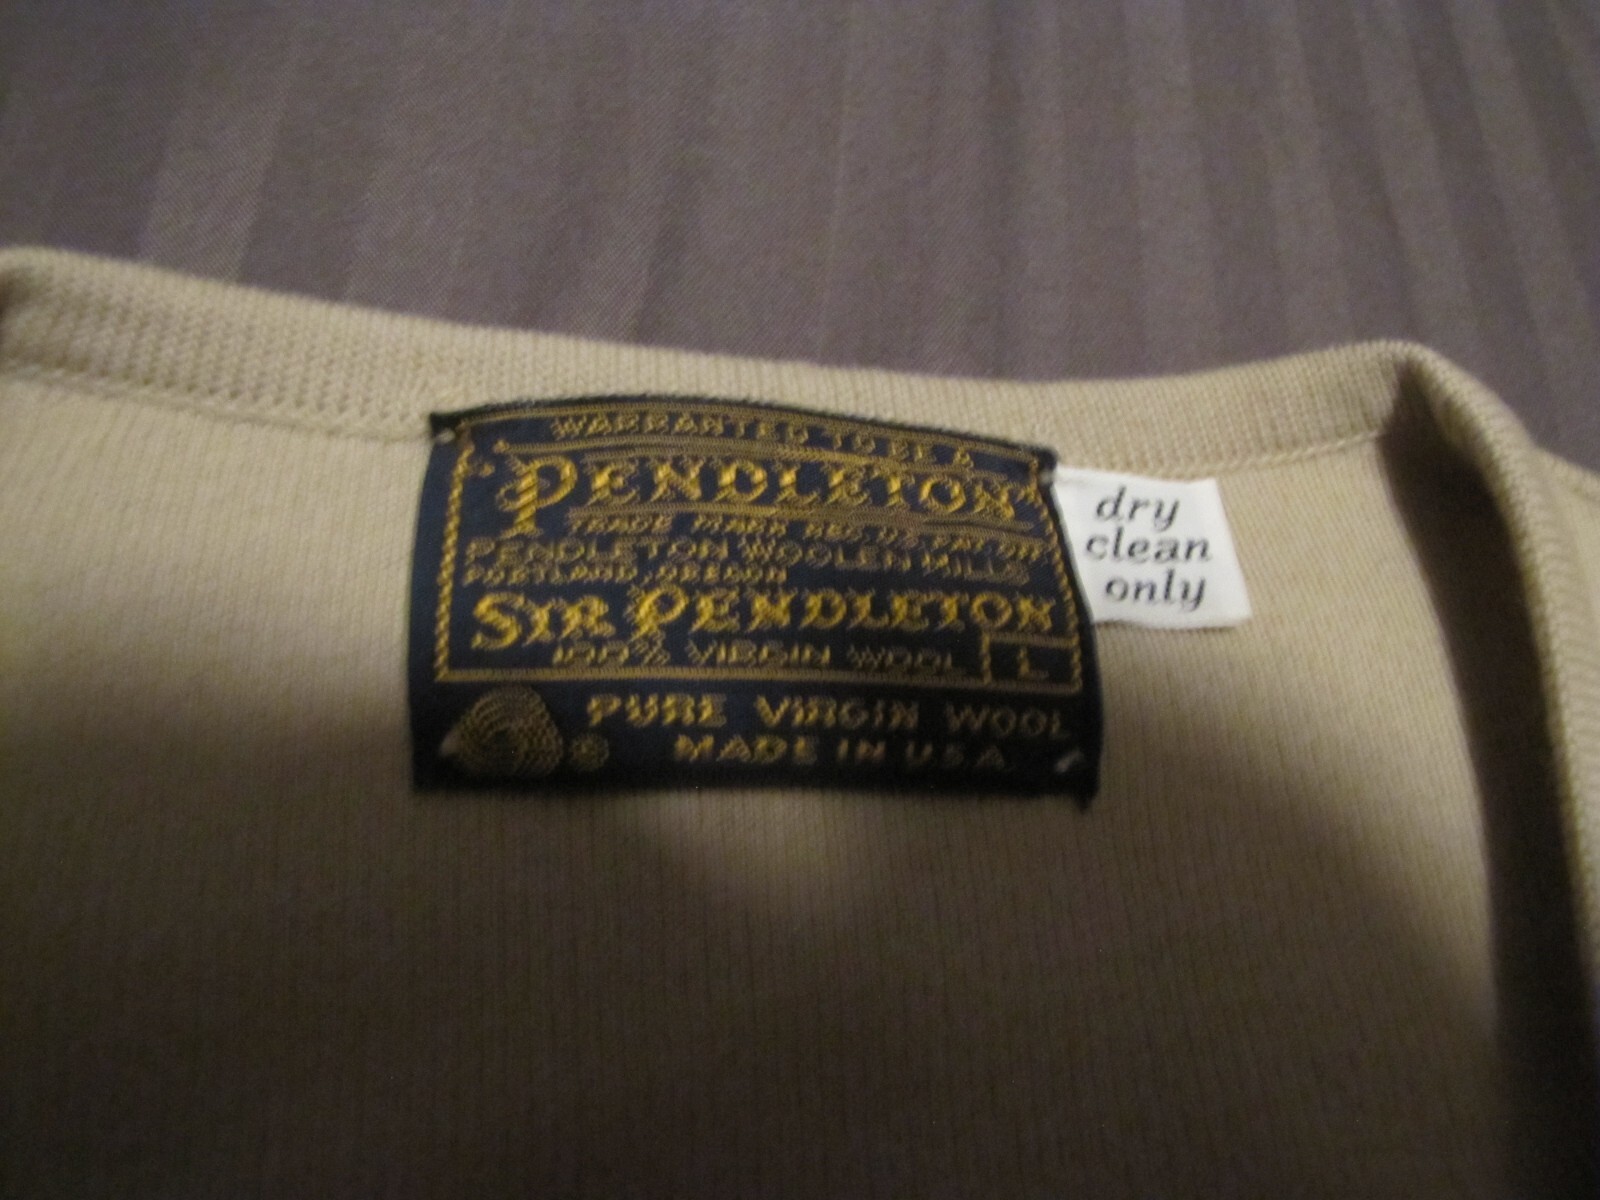 WARRANTED TO BE A
PENDLETON
TRADE MARK REG. U.S. PAT. OFF.
PENDLETON WOOLEN MILLS
PORTLAND, OREGON
SIR PENDLETON
100% VIRGIN WOOL L
® PURE VIRGIN WOOL
MADE IN U.S.A.
dry
clean
only